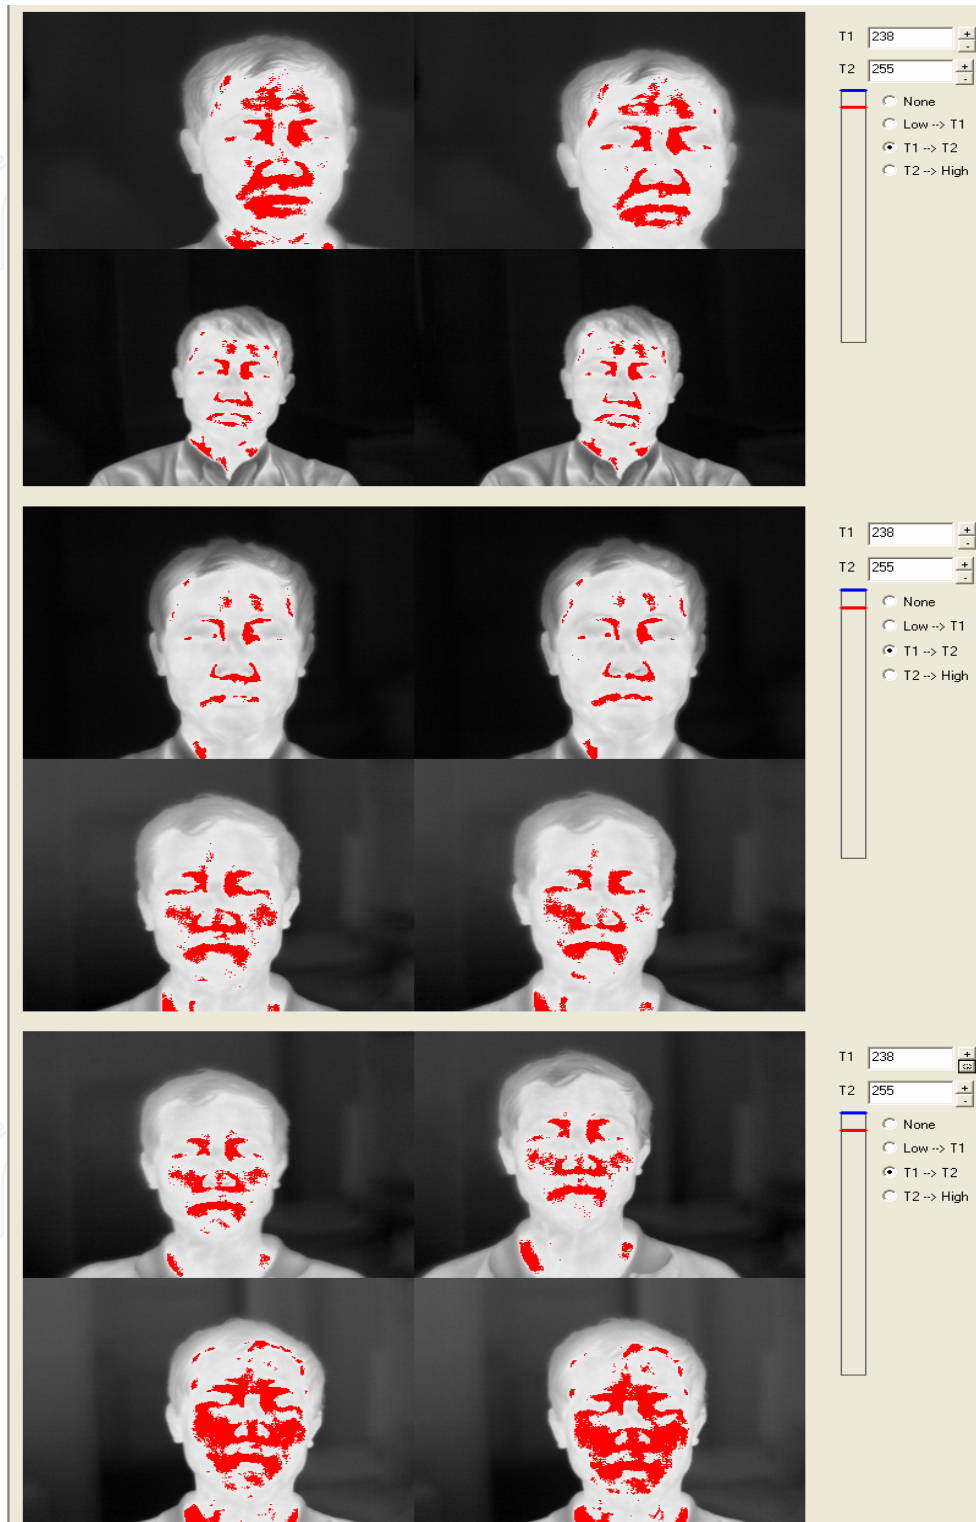 T1 238 + -
T2 255 + -
None
Low --> T1
T1 --> T2
T2 --> High
T1 238 + -
T2 255 + -
None
Low --> T1
T1 --> T2
T2 --> High
T1 238 +
T2 255 + -
None
Low --> T1
T1 --> T2
T2 --> High